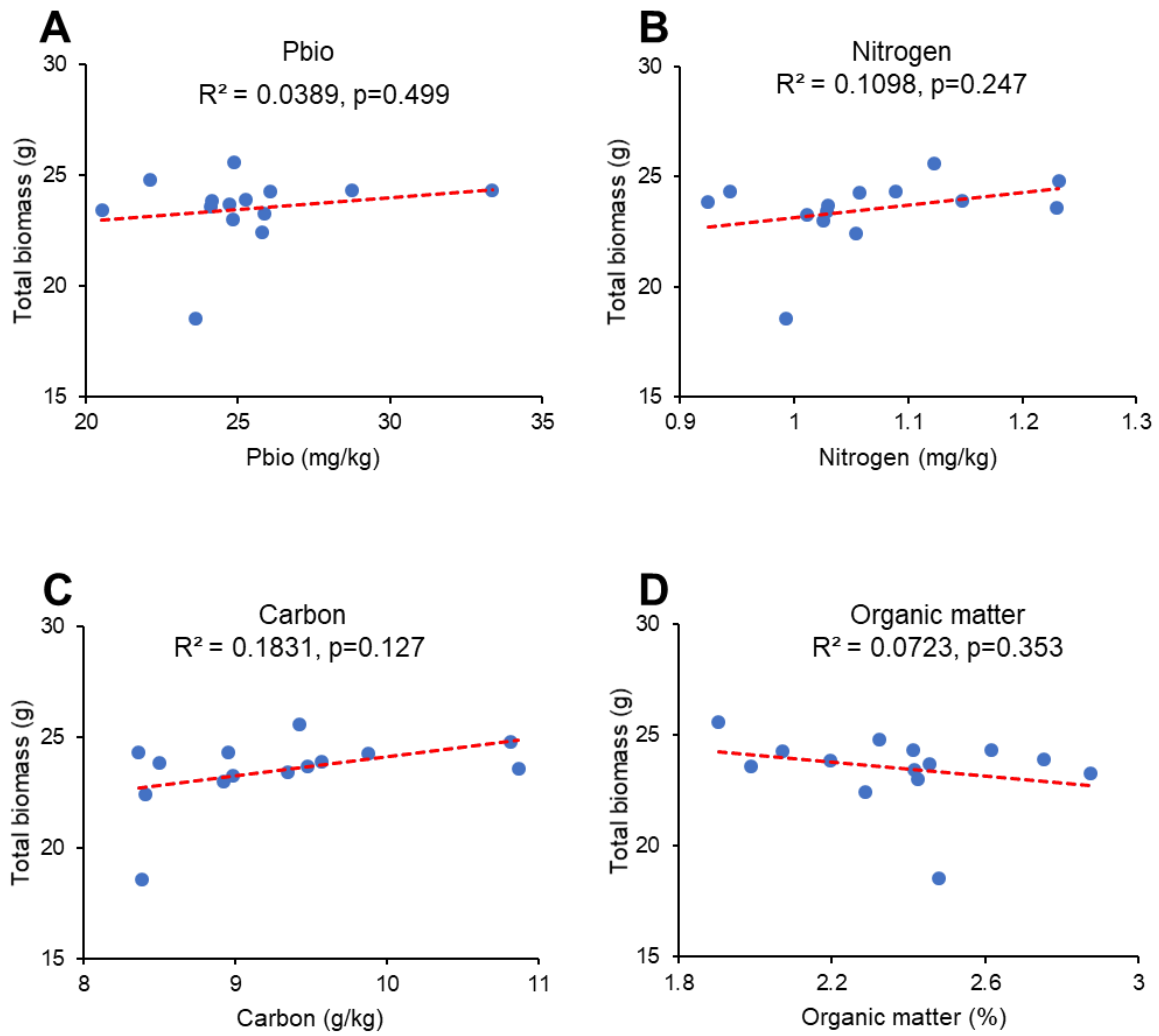 A
Pbio
R² = 0.0389, p=0.499
30
25
20
15
Total biomass (g)
20
25
30
35
Pbio (mg/kg)
B
Nitrogen
R² = 0.1098, p=0.247
30
25
20
15
Total biomass (g)
0.9
1
1.1
1.2
1.3
Nitrogen (mg/kg)
C
Carbon
R² = 0.1831, p=0.127
30
25
20
15
Total biomass (g)
8
9
10
11
Carbon (g/kg)
D
Organic matter
R² = 0.0723, p=0.353
30
25
20
15
Total biomass (g)
1.8
2.2
2.6
3
Organic matter (%)